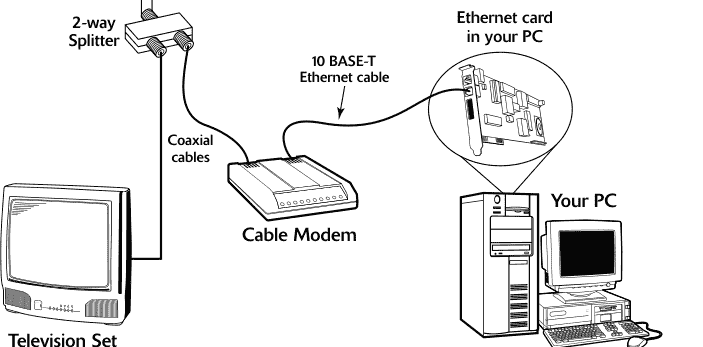 2-way
Splitter
Ethernet card
in your PC
10 BASE-T
Ethernet cable
Coaxial
cables
Cable Modem
Your PC
Television Set